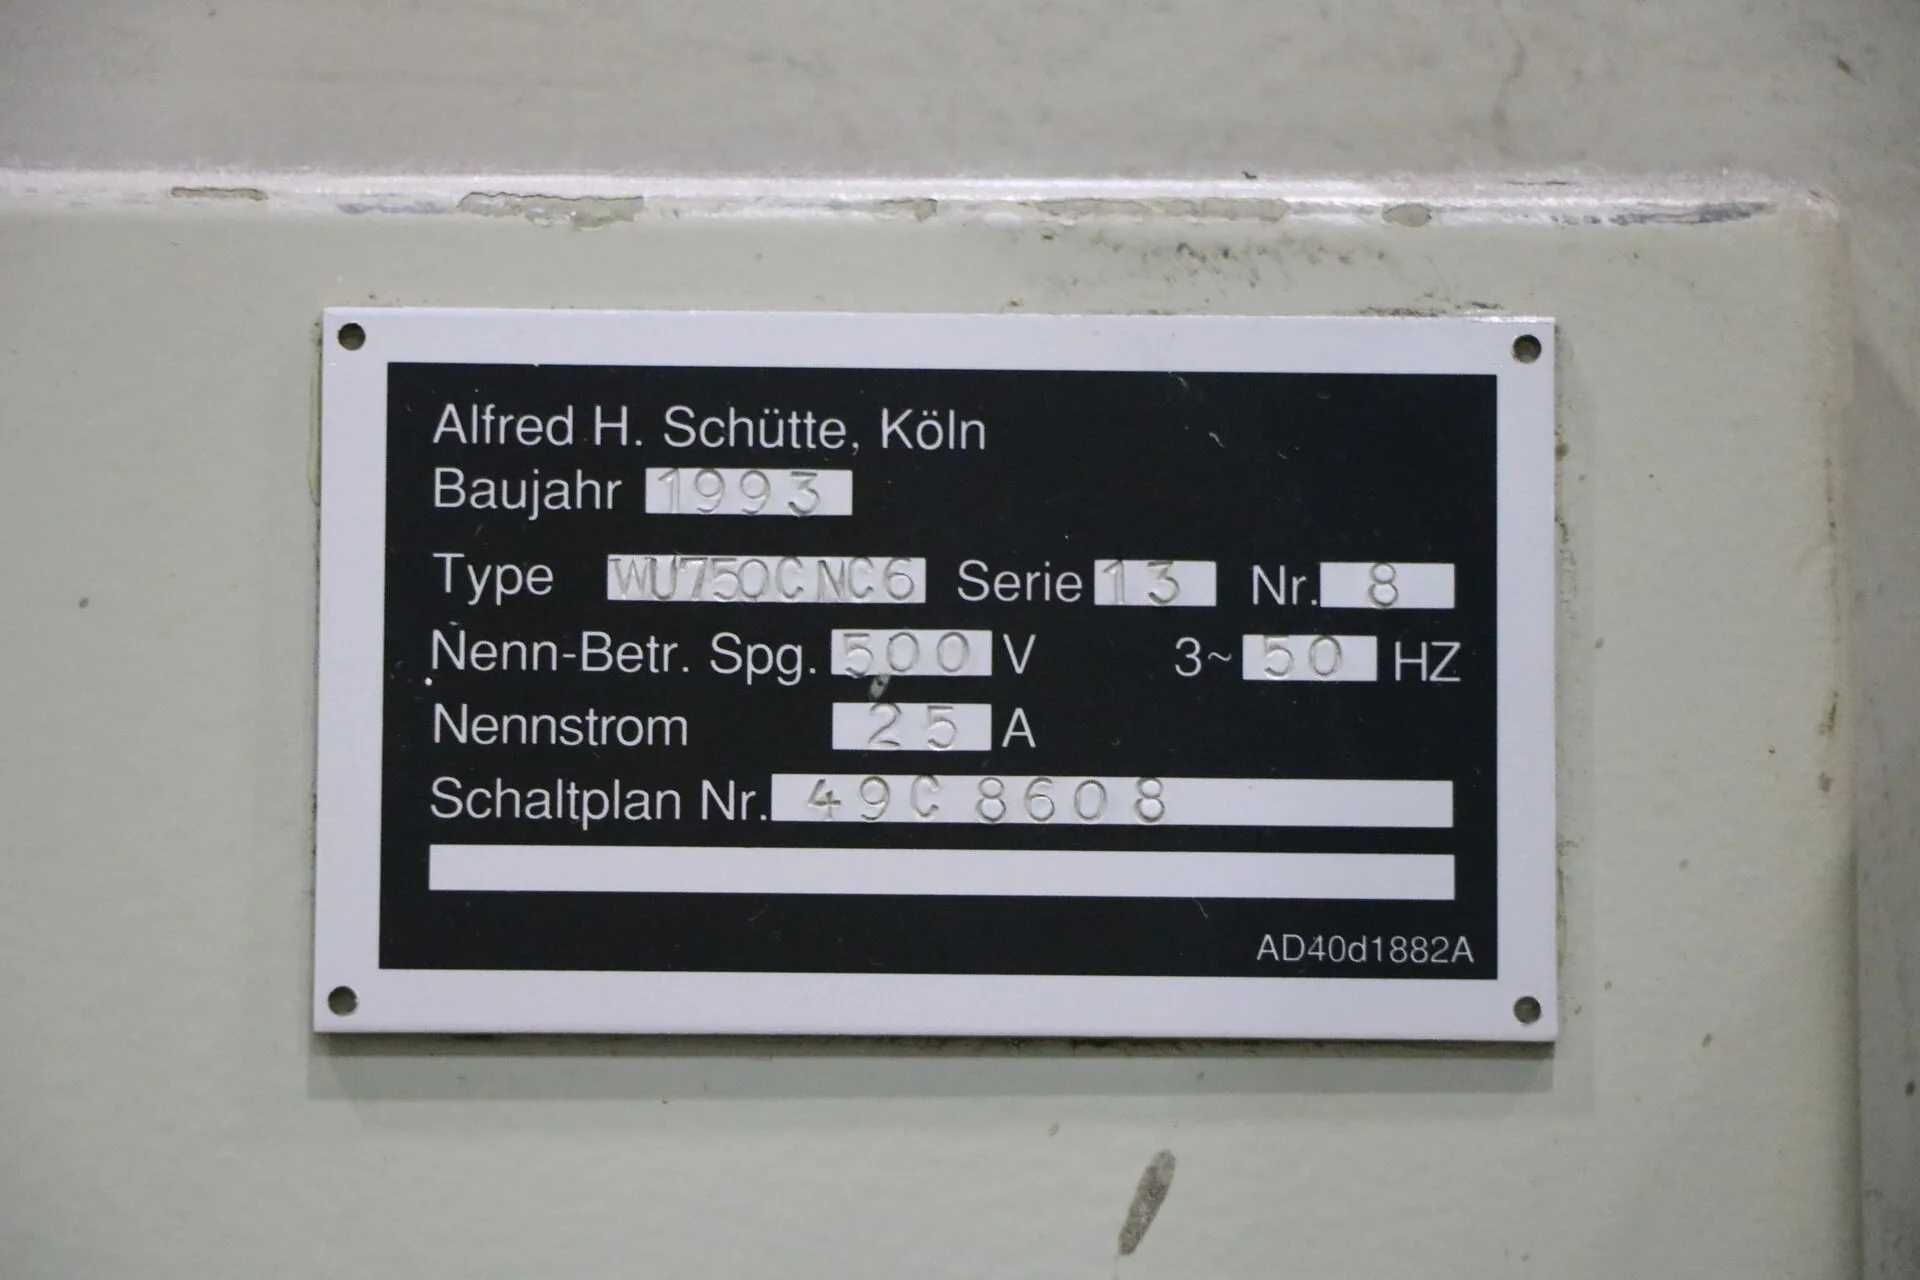 Alfred H. Schütte, Köln
Baujahr 1993
Type WU750CNC6 Serie 13 Nr. 8
Nenn-Betr. Spg. 500 V 3~ 50 HZ
Nennstrom 25 A
Schaltplan Nr. 49C 8608
AD40d1882A